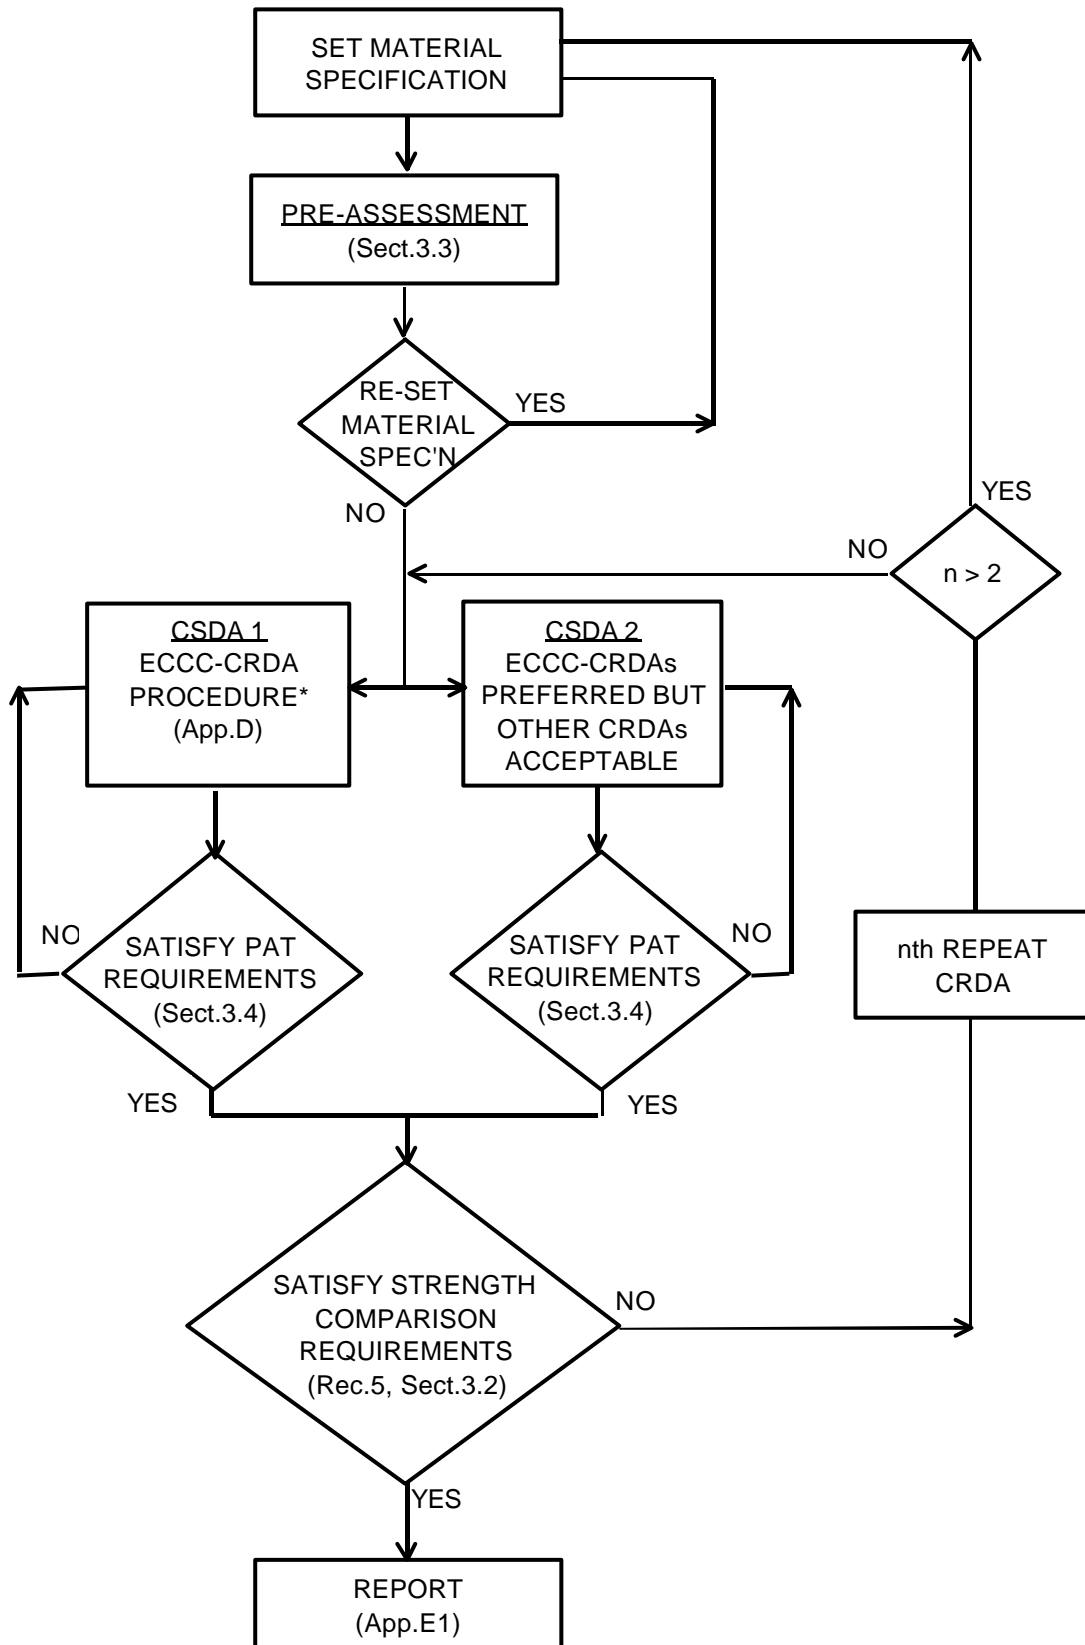 SET MATERIAL
SPECIFICATION
PRE-ASSESSMENT
(Sect.3.3)
RE-SET
MATERIAL
SPEC'N
YES
NO
YES
NO
n > 2
CSDA 1
ECCC-CRDA
PROCEDURE*
(App.D)
CSDA 2
ECCC-CRDAs
PREFERRED BUT
OTHER CRDAs
ACCEPTABLE
NO
SATISFY PAT
REQUIREMENTS
(Sect.3.4)
YES
SATISFY PAT
REQUIREMENTS
(Sect.3.4)
NO
YES
nth REPEAT
CRDA
SATISFY STRENGTH
COMPARISON
REQUIREMENTS
(Rec.5, Sect.3.2)
NO
YES
REPORT
(App.E1)